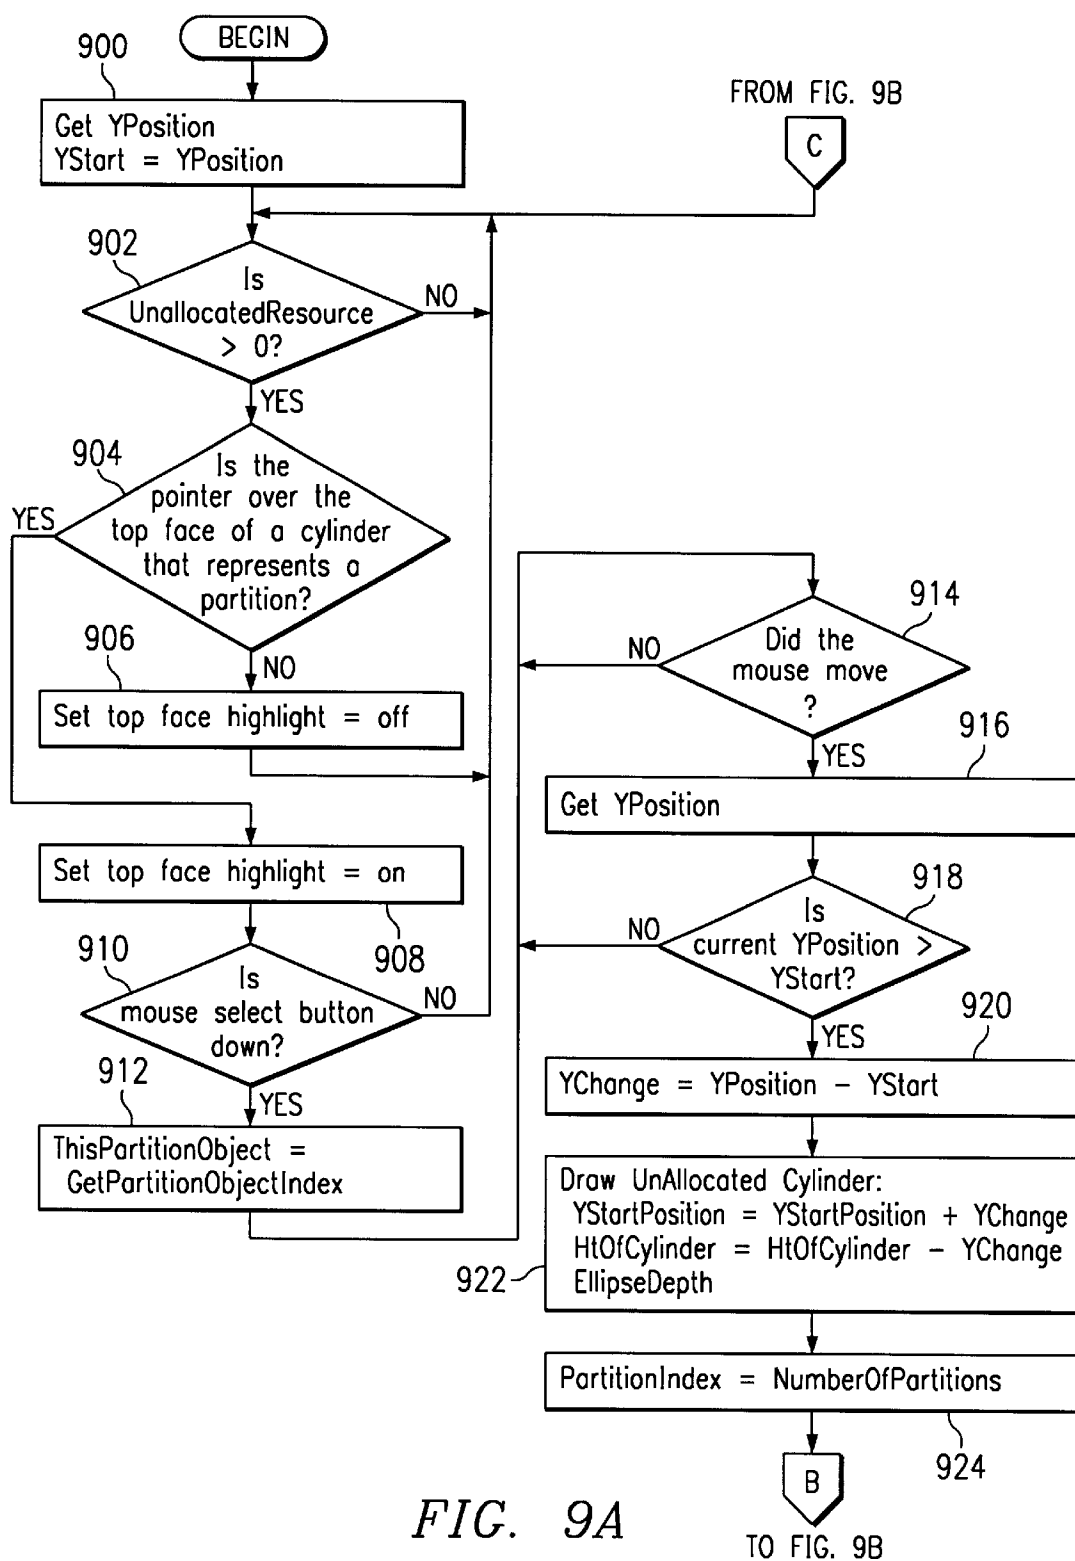 BEGIN
900
Get YPosition
YStart = YPosition
FROM FIG. 9B
C
902
Is
UnallocatedResource
> 0?
NO
YES
904
Is the
pointer over the
top face of a cylinder
that represents a
partition?
YES
NO
906
Set top face highlight = off
Set top face highlight = on
908
910
Is
mouse select button
down?
NO
YES
912
ThisPartitionObject =
GetPartitionObjectIndex
914
Did the
mouse move
?
NO
YES
916
Get YPosition
918
Is
current YPosition >
YStart?
NO
YES
920
YChange = YPosition – YStart
Draw UnAllocated Cylinder:
YStartPosition = YStartPosition + YChange
HtOfCylinder = HtOfCylinder – YChange
EllipseDepth
922
PartitionIndex = NumberOfPartitions
924
B
TO FIG. 9B
FIG. 9A